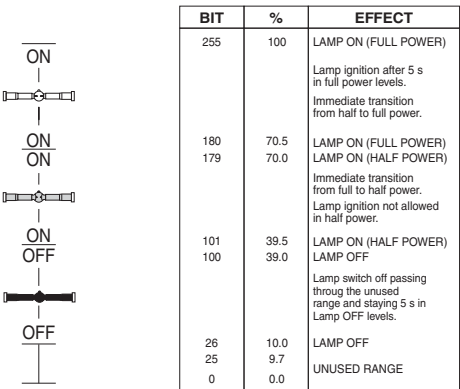 BIT % EFFECT
255 100 LAMP ON (FULL POWER)
ON
Lamp ignition after 5 s
in full power levels.
Immediate transition
from half to full power.
ON 180 70.5 LAMP ON (FULL POWER)
ON 179 70.0 LAMP ON (HALF POWER)
Immediate transition
from full to half power.
Lamp ignition not allowed
in half power.
ON 101 39.5 LAMP ON (HALF POWER)
OFF 100 39.0 LAMP OFF
Lamp switch off passing
throug the unused
range and staying 5 s in
Lamp OFF levels.
OFF
26 10.0 LAMP OFF
25 9.7
UNUSED RANGE
0 0.0